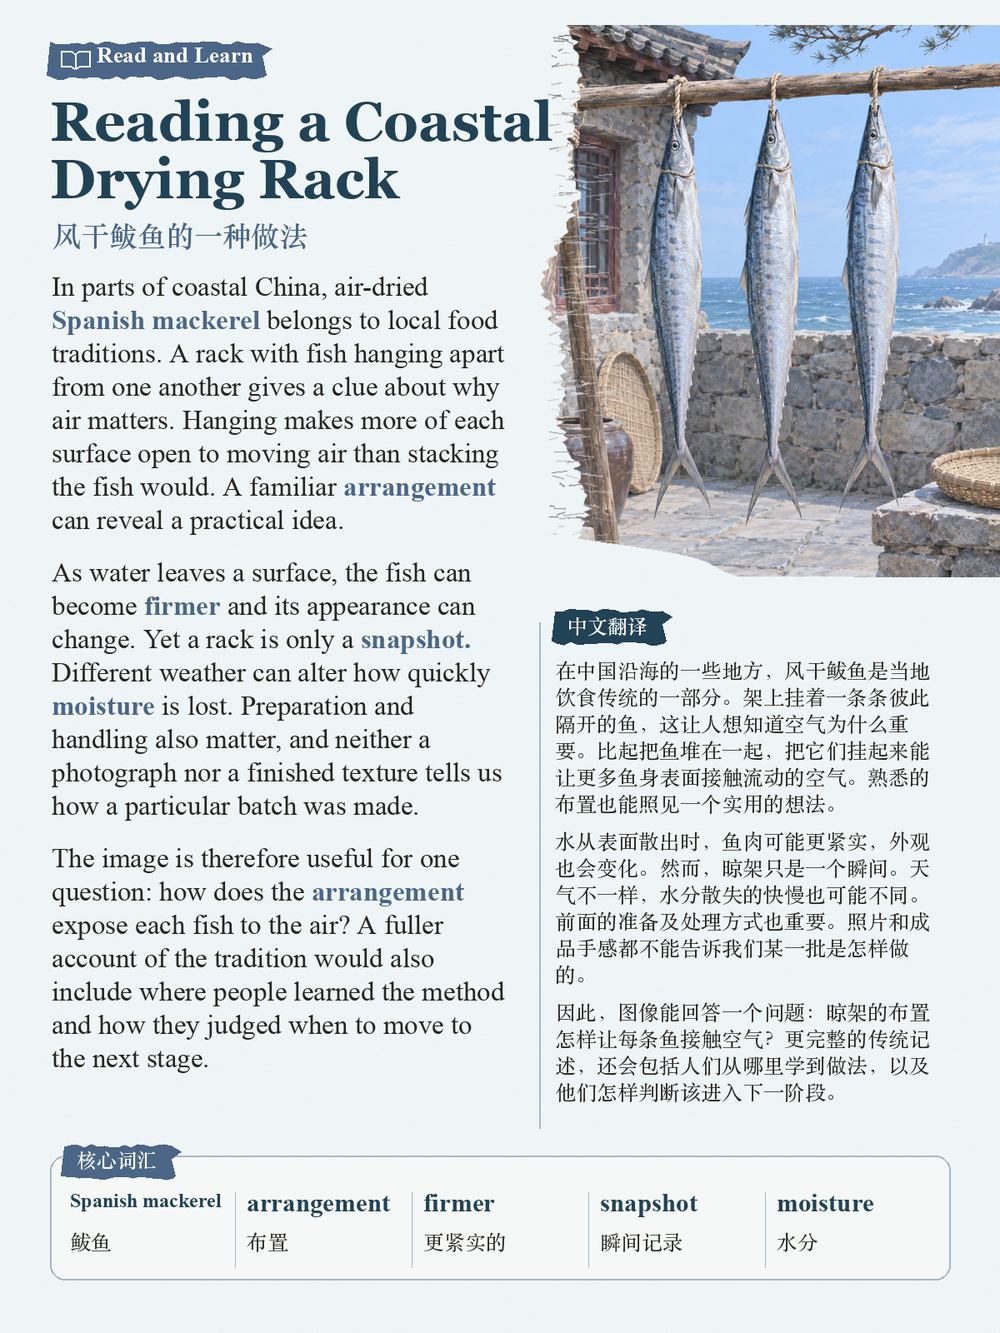 Read and Learn
Reading a Coastal
Drying Rack
风干鲅鱼的一种做法
In parts of coastal China, air-dried
Spanish mackerel belongs to local food
traditions. A rack with fish hanging apart
from one another gives a clue about why
air matters. Hanging makes more of each
surface open to moving air than stacking
the fish would. A familiar arrangement
can reveal a practical idea.
As water leaves a surface, the fish can
become firmer and its appearance can
change. Yet a rack is only a snapshot.
Different weather can alter how quickly
moisture is lost. Preparation and
handling also matter, and neither a
photograph nor a finished texture tells us
how a particular batch was made.
The image is therefore useful for one
question: how does the arrangement
expose each fish to the air? A fuller
account of the tradition would also
include where people learned the method
and how they judged when to move to
the next stage.
中文翻译
在中国沿海的一些地方，风干鲅鱼是当地
饮食传统的一部分。架上挂着一条条彼此
隔开的鱼，这让人想知道空气为什么重
要。比起把鱼堆在一起，把它们挂起来能
让更多鱼身表面接触流动的空气。熟悉的
布置也能照见一个实用的想法。
水从表面散出时，鱼肉可能更紧实，外观
也会变化。然而，晾架只是一个瞬间。天
气不一样，水分散失的快慢也可能不同。
前面的准备及处理方式也重要。照片和成
品手感都不能告诉我们某一批是怎样做
的。
因此，图像能回答一个问题：晾架的布置
怎样让每条鱼接触空气？更完整的传统记
述，还会包括人们从哪里学到做法，以及
他们怎样判断该进入下一阶段。
核心词汇
Spanish mackerel
鲅鱼
arrangement
布置
firmer
更紧实的
snapshot
瞬间记录
moisture
水分